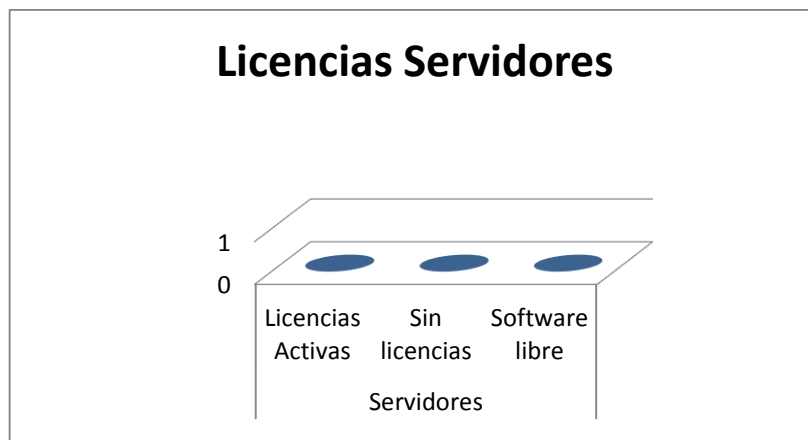 Licencias Servidores
1
0
Licencias Activas
Sin licencias
Software libre
Servidores